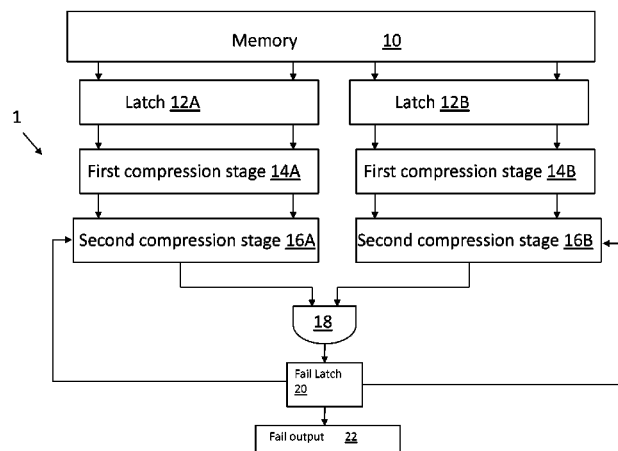 Memory 10
Latch 12A
Latch 12B
1
First compression stage 14A
First compression stage 14B
Second compression stage 16A
Second compression stage 16B
18
Fail Latch
20
Fail output 22